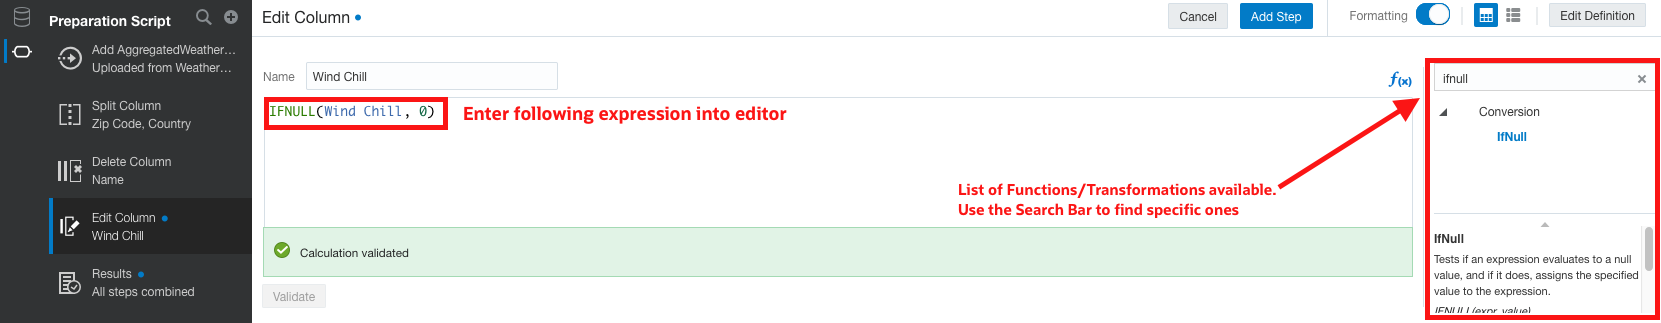 Preparation Script
Add AggregatedWeather...
Uploaded from Weather...
Split Column
Zip Code, Country
Delete Column
Name
Edit Column
Wind Chill
Results
All steps combined
Edit Column
Cancel
Add Step
Formatting
Edit Definition
Name
Wind Chill
f(x)
IFNULL(Wind Chill, 0)
Enter following expression into editor
List of Functions/Transformations available.
Use the Search Bar to find specific ones
Calculation validated
Validate
ifnull
Conversion
IfNull
IfNull
Tests if an expression evaluates to a null
value, and if it does, assigns the specified
value to the expression.
IFNULL(expr, value)